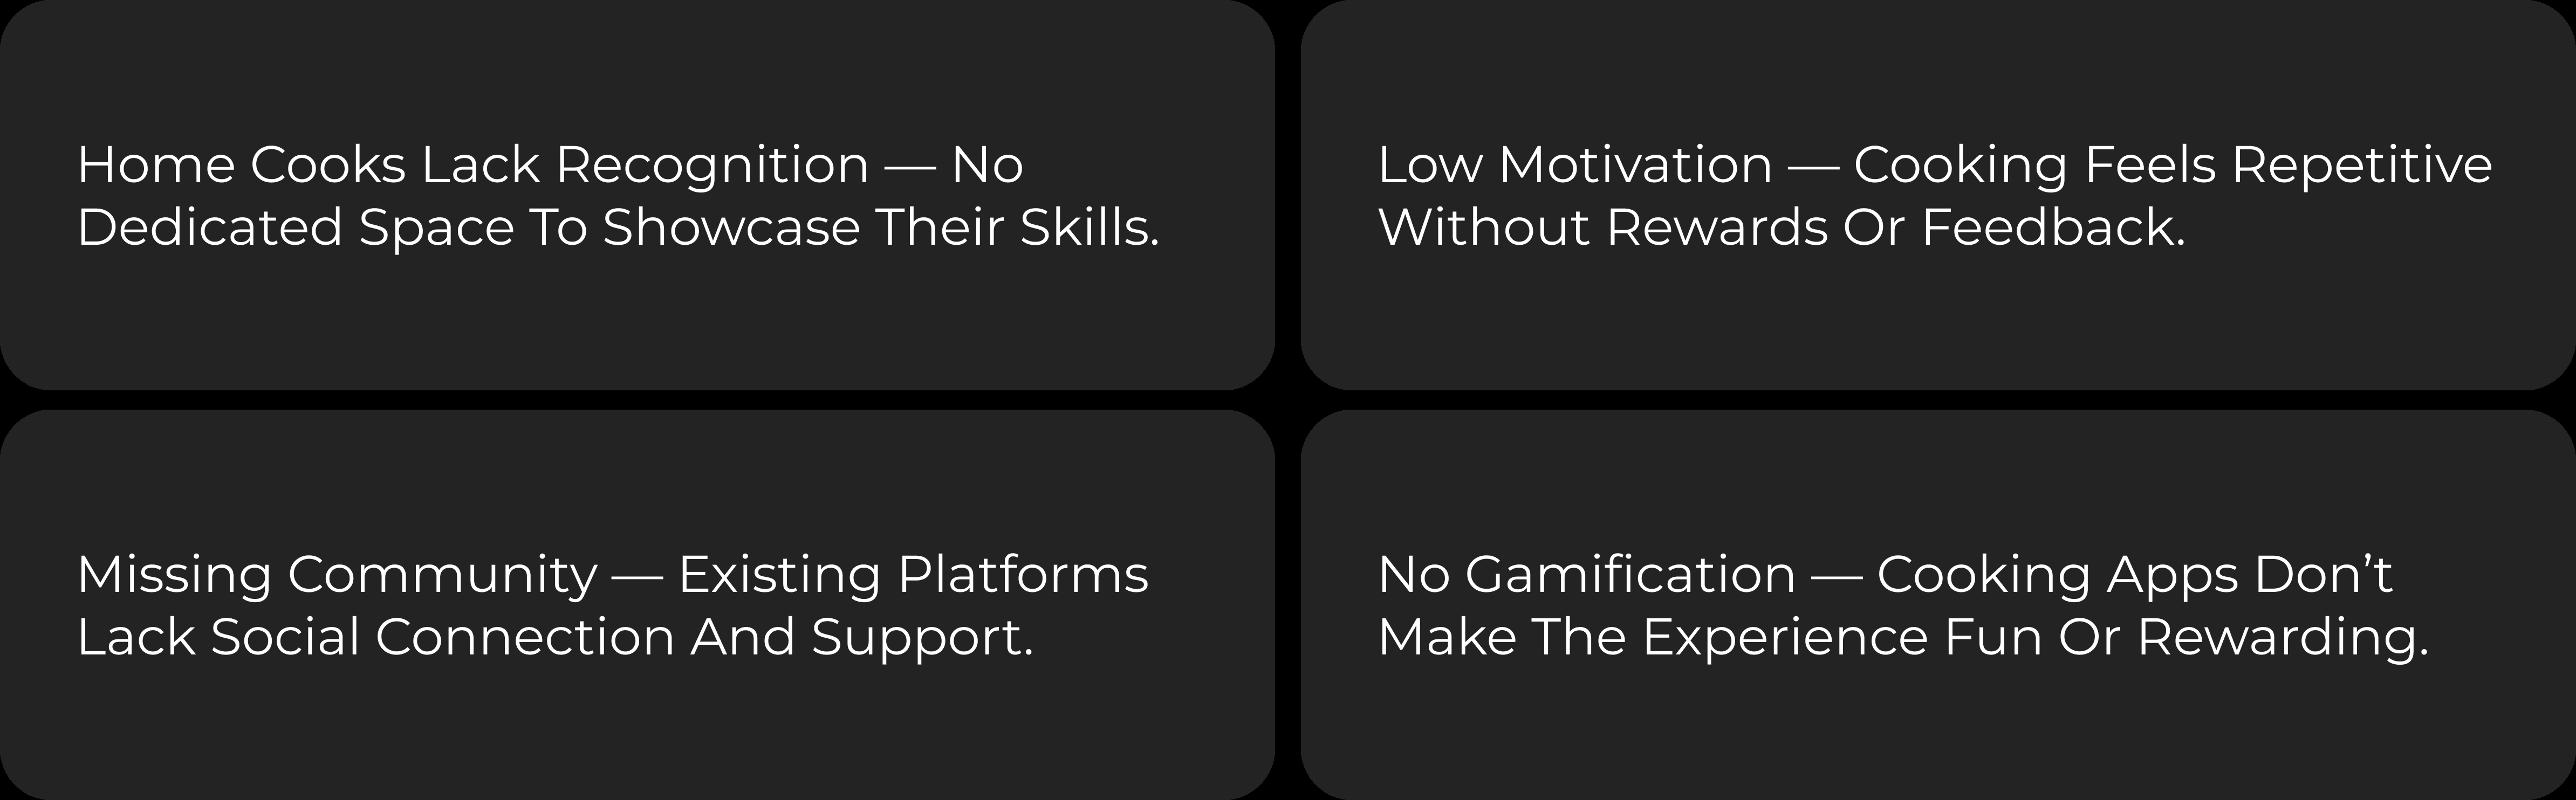 Home Cooks Lack Recognition — No
Dedicated Space To Showcase Their Skills.
Low Motivation — Cooking Feels Repetitive
Without Rewards Or Feedback.
Missing Community — Existing Platforms
Lack Social Connection And Support.
No Gamification — Cooking Apps Don’t
Make The Experience Fun Or Rewarding.